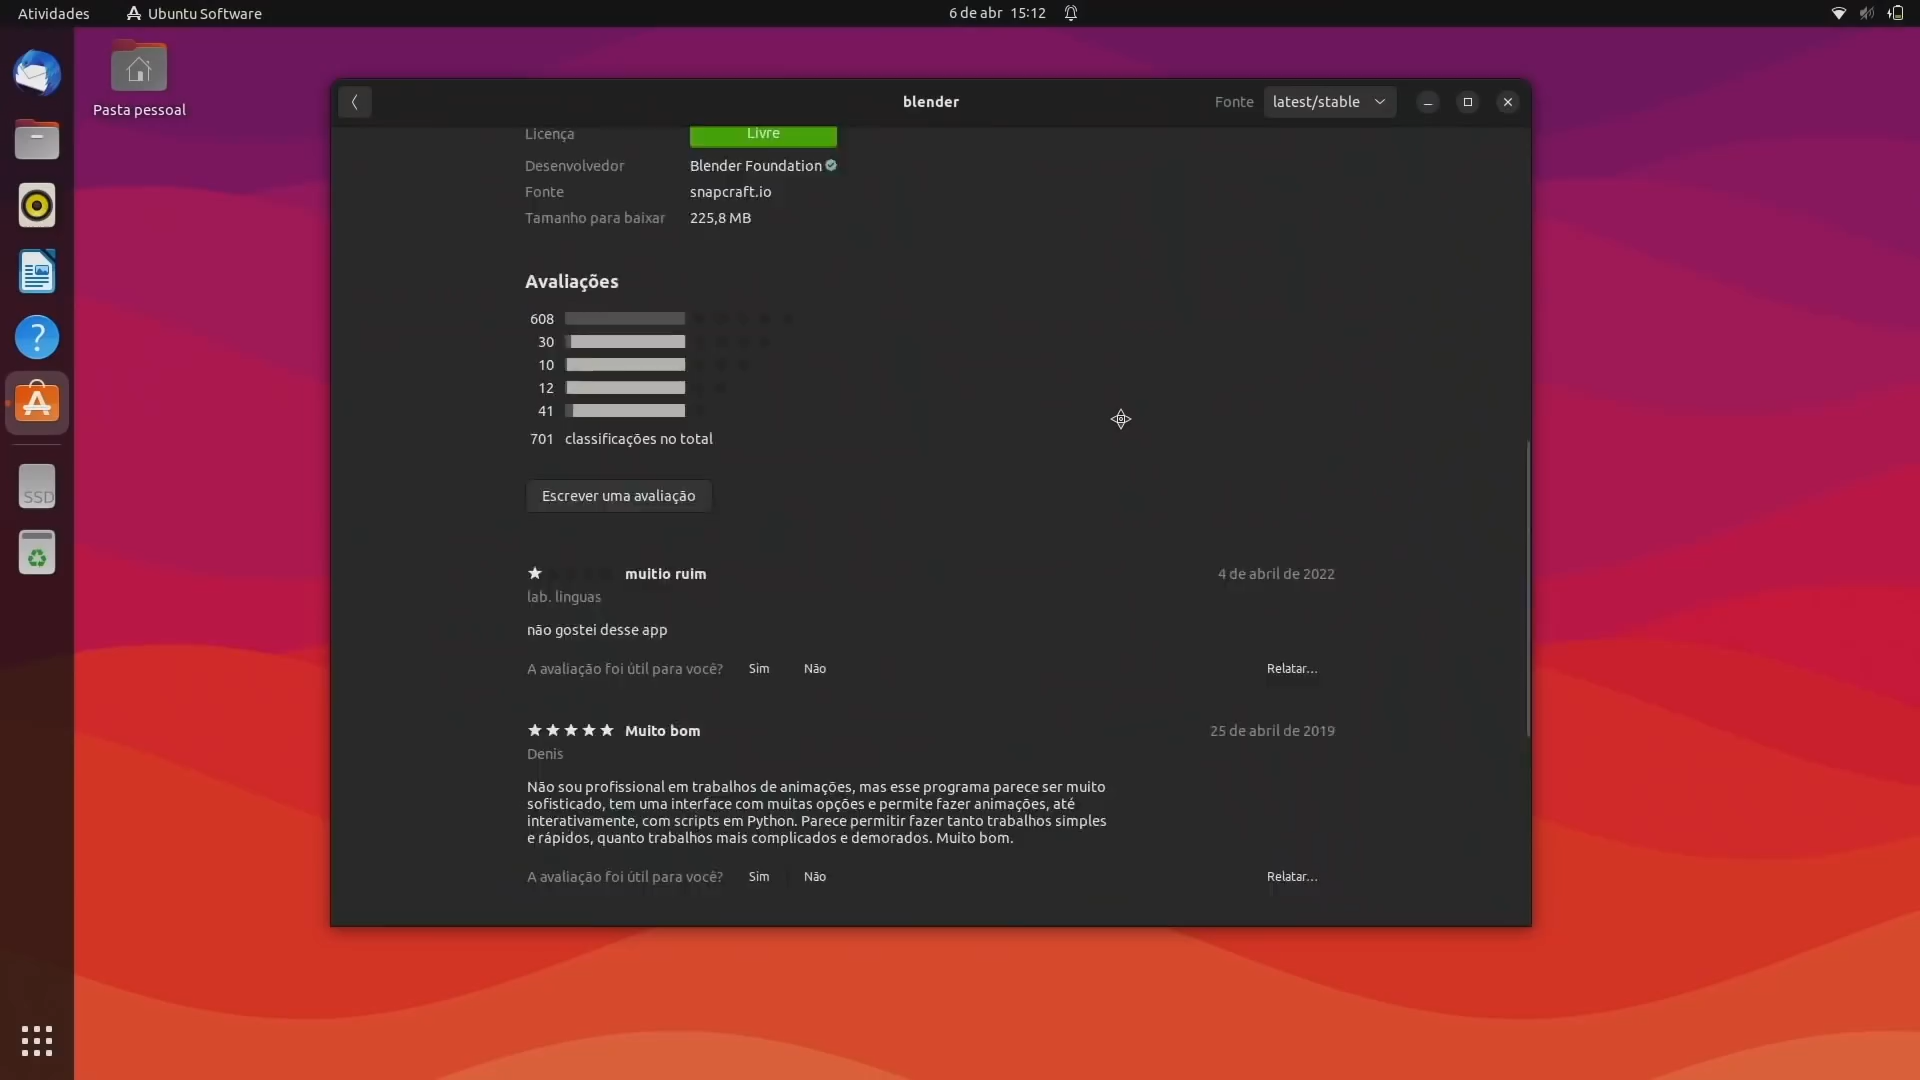 Atividades
Ubuntu Software
6 de abr 15:12
Pasta pessoal
blender
Fonte
latest/stable
Licença
Livre
Desenvolvedor
Blender Foundation
Fonte
snapcraft.io
Tamanho para baixar
225,8 MB
Avaliações
608
30
10
12
41
701 classificações no total
Escrever uma avaliação
muitio ruim
4 de abril de 2022
lab. linguas
não gostei desse app
A avaliação foi útil para você? Sim Não Relatar...
Muito bom
25 de abril de 2019
Denis
Não sou profissional em trabalhos de animações, mas esse programa parece ser muito
sofisticado, tem uma interface com muitas opções e permite fazer animações, até
interativamente, com scripts em Python. Parece permitir fazer tanto trabalhos simples
e rápidos, quanto trabalhos mais complicados e demorados. Muito bom.
A avaliação foi útil para você? Sim Não Relatar...
SSD